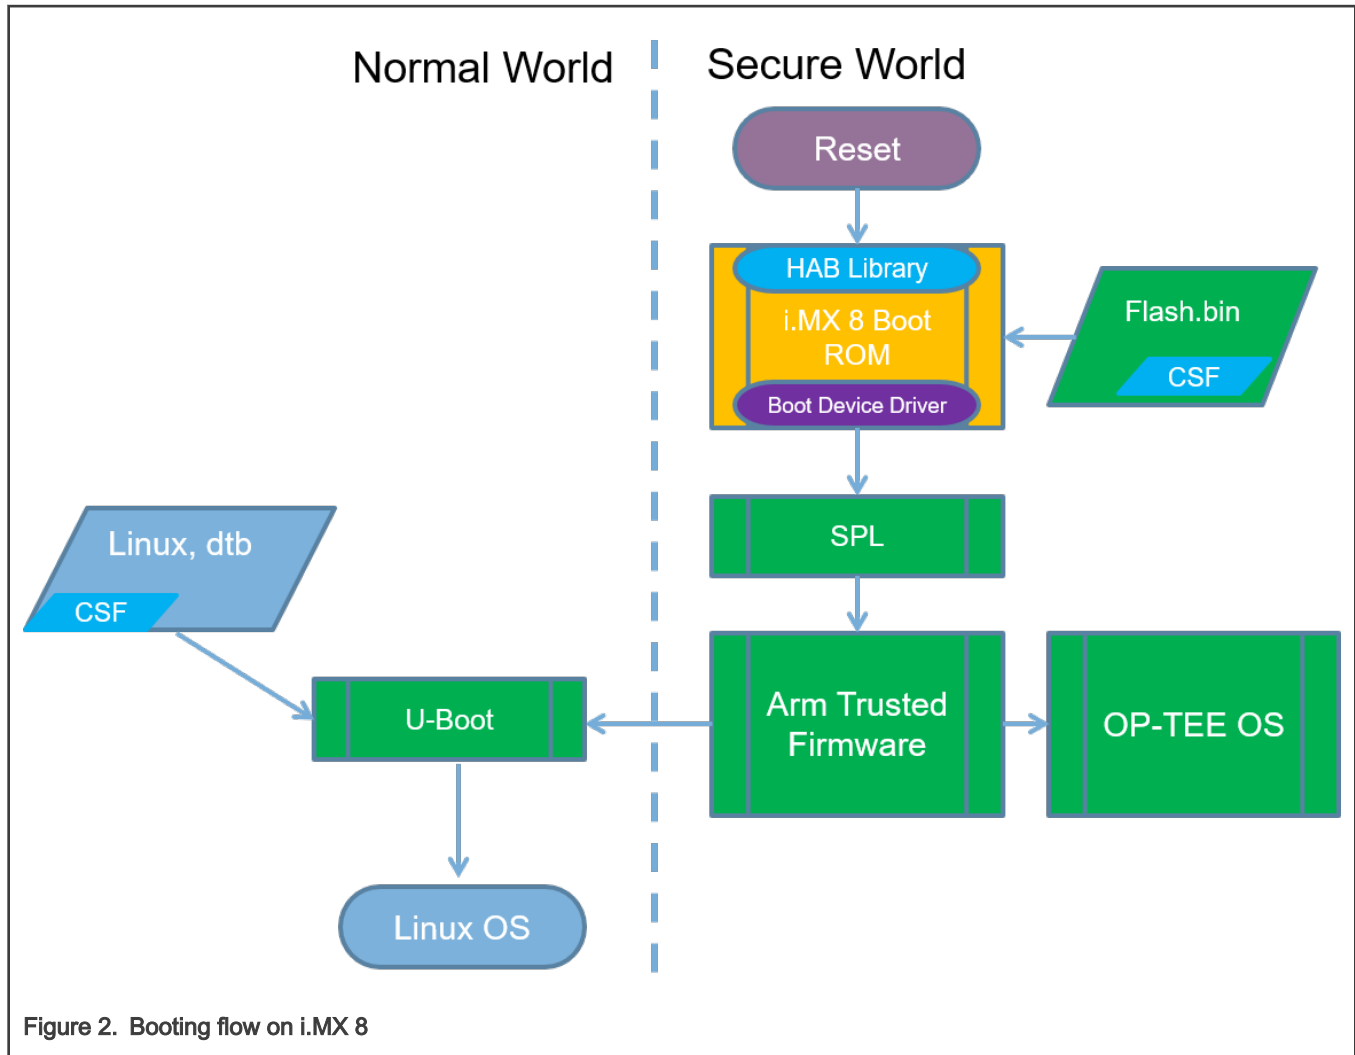 Normal World
Secure World
Reset
HAB Library
i.MX 8 Boot
ROM
Boot Device Driver
Flash.bin
CSF
SPL
Linux, dtb
CSF
U-Boot
Arm Trusted
Firmware
OP-TEE OS
Linux OS
Figure 2. Booting flow on i.MX 8